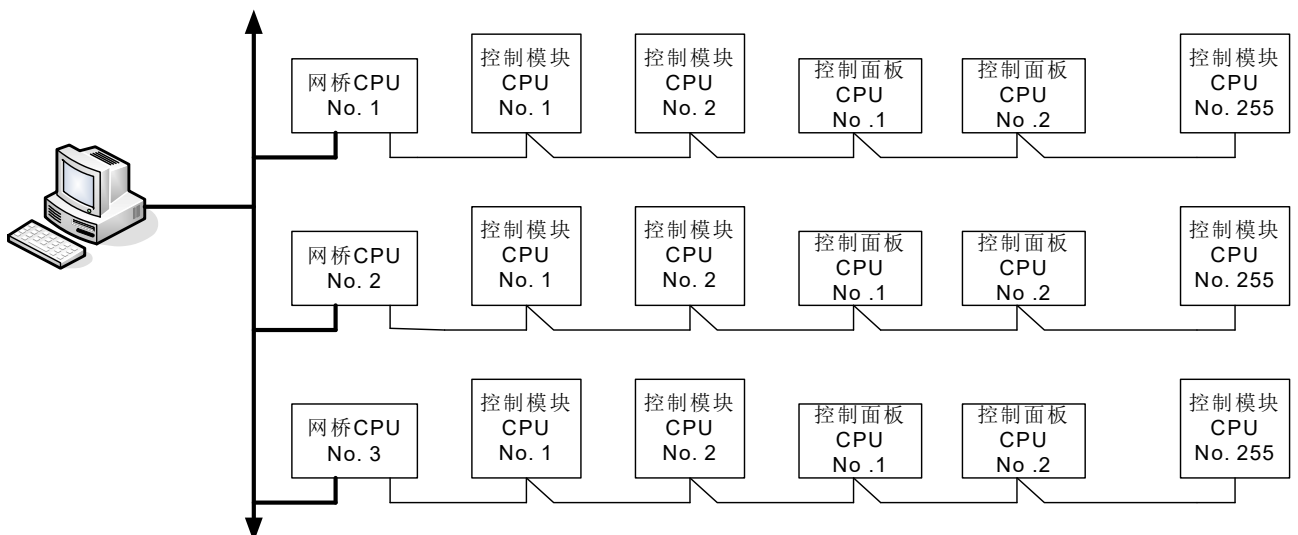 网桥CPU
No. 1
控制模块
CPU
No. 1
控制模块
CPU
No. 2
控制面板
CPU
No .1
控制面板
CPU
No .2
控制模块
CPU
No. 255
网桥CPU
No. 2
控制模块
CPU
No. 1
控制模块
CPU
No. 2
控制面板
CPU
No .1
控制面板
CPU
No .2
控制模块
CPU
No. 255
网桥CPU
No. 3
控制模块
CPU
No. 1
控制模块
CPU
No. 2
控制面板
CPU
No .1
控制面板
CPU
No .2
控制模块
CPU
No. 255